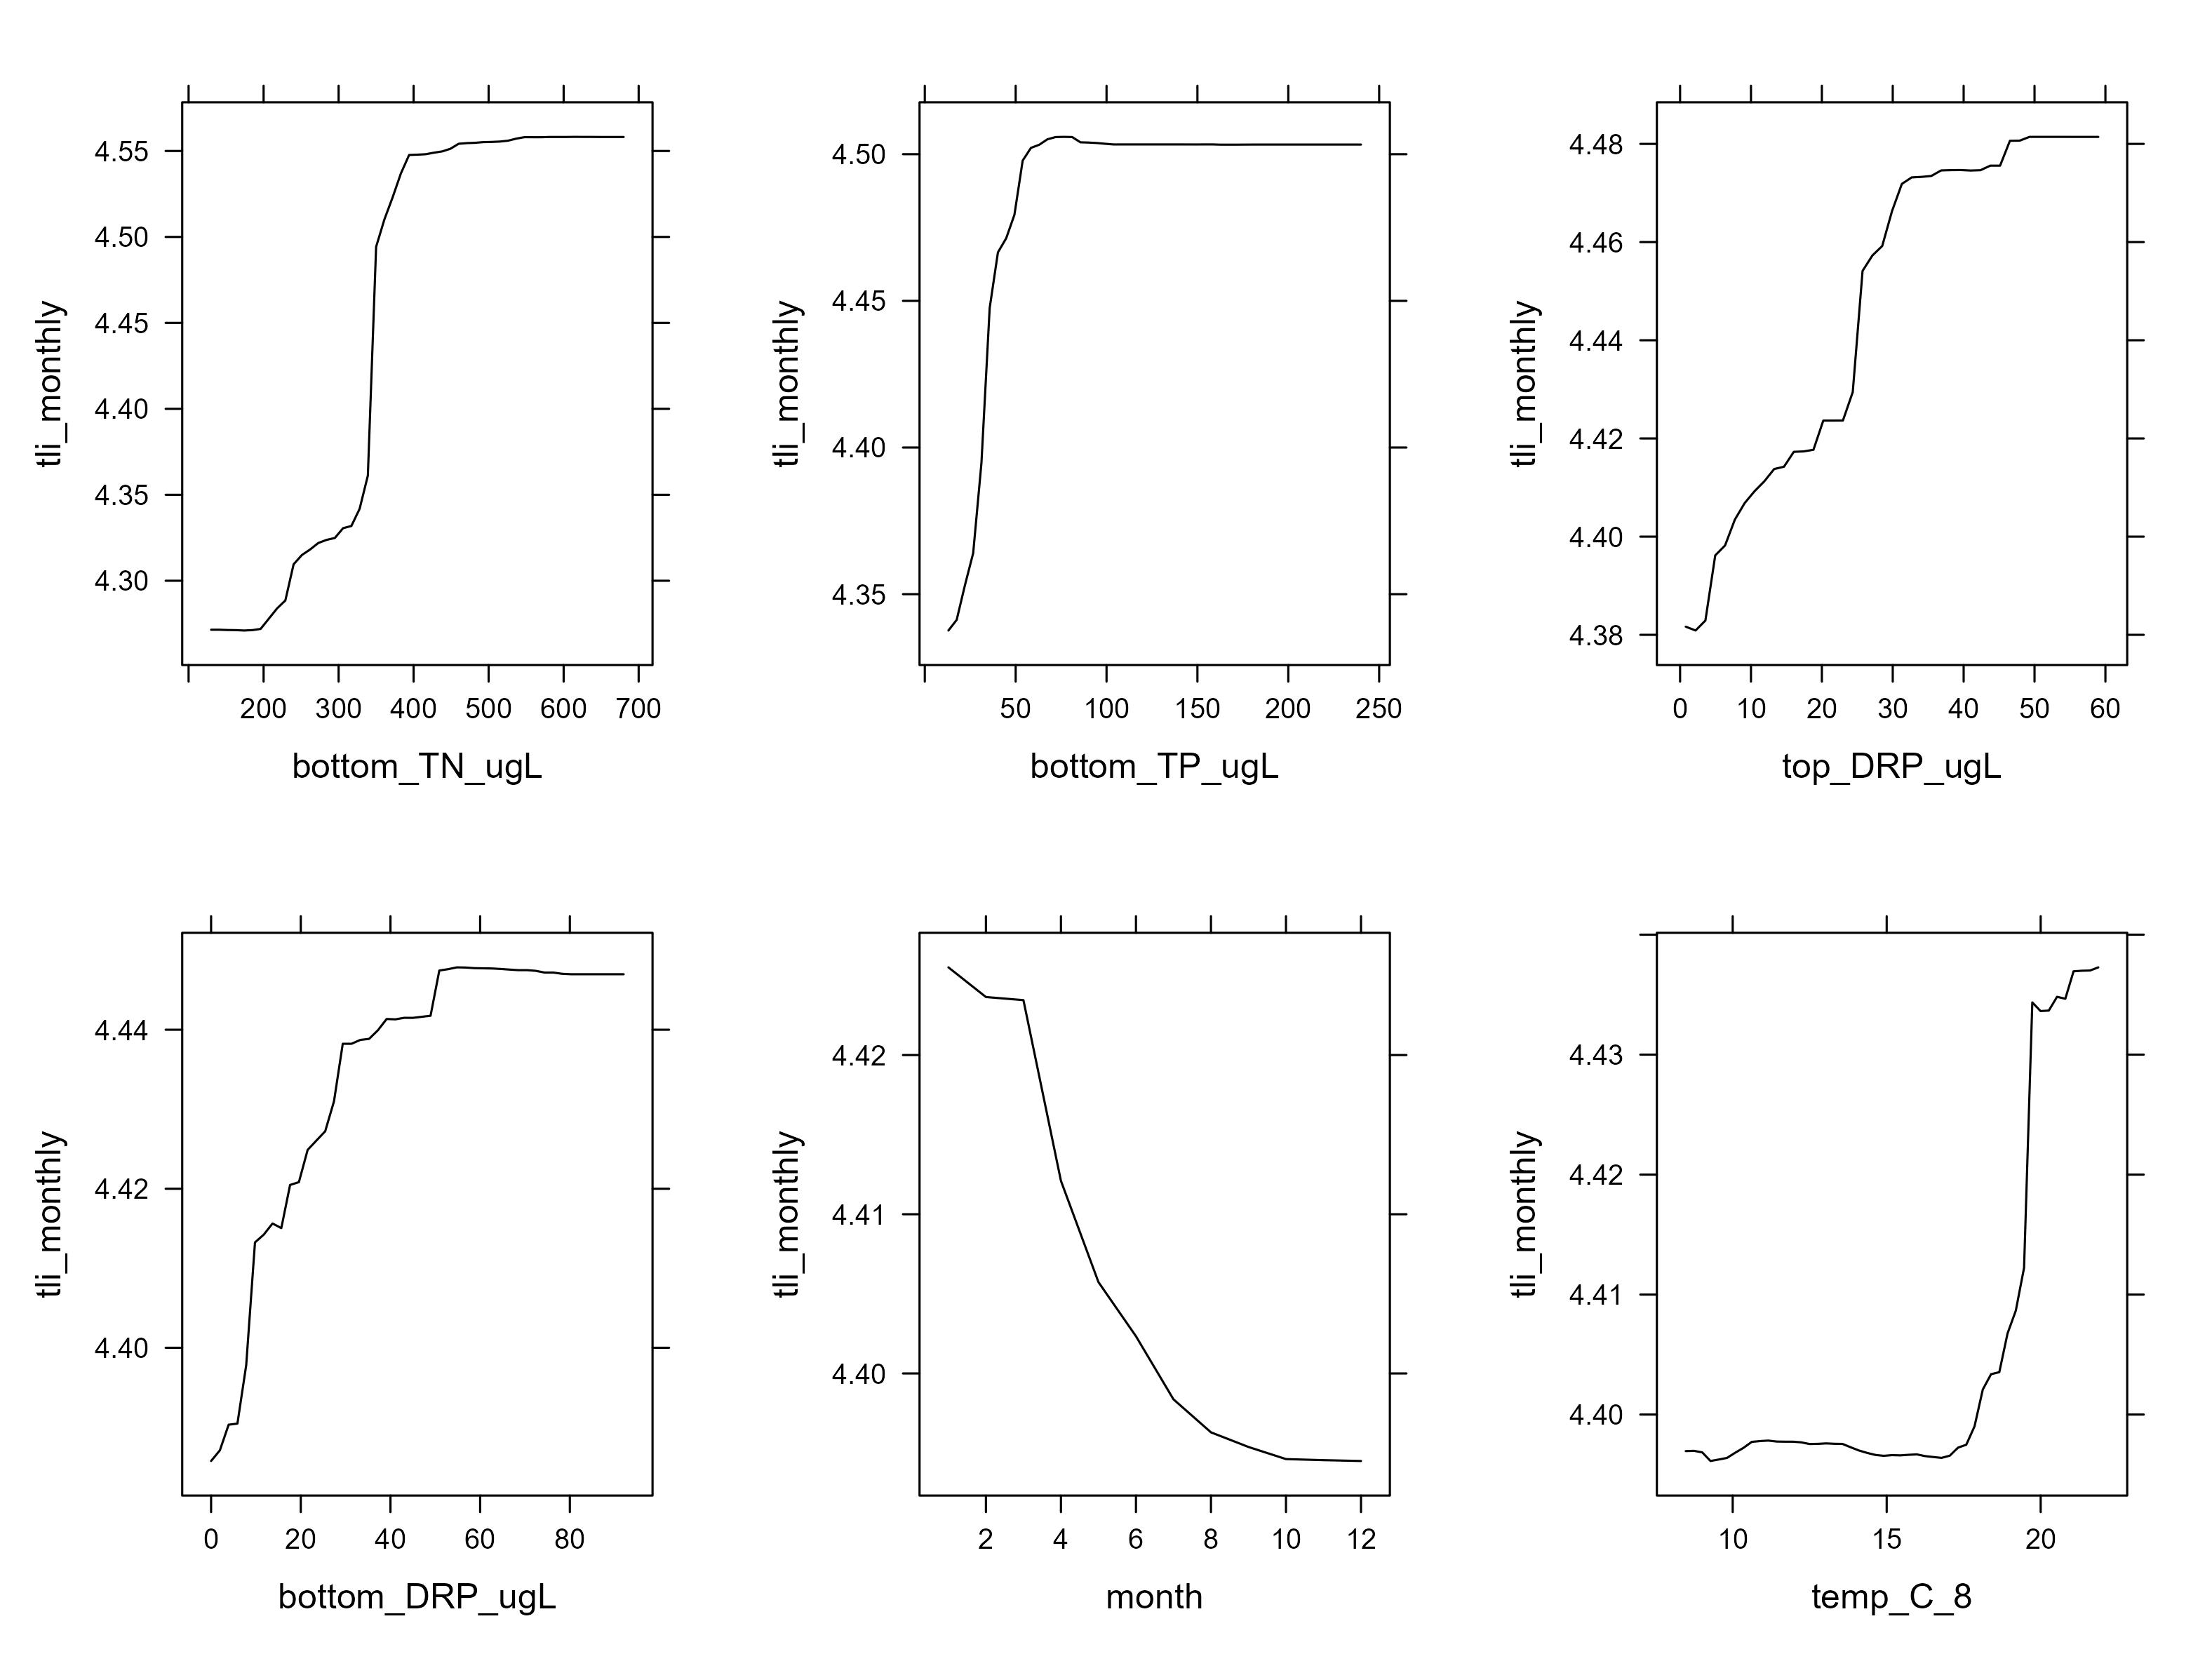 4.55
4.50
4.45
4.40
4.35
4.30
tli_monthly
200 300 400 500 600 700
bottom_TN_ugL
4.50
4.45
4.40
4.35
tli_monthly
50 100 150 200 250
bottom_TP_ugL
4.48
4.46
4.44
4.42
4.40
4.38
tli_monthly
0 10 20 30 40 50 60
top_DRP_ugL
4.44
4.42
4.40
tli_monthly
0 20 40 60 80
bottom_DRP_ugL
4.42
4.41
4.40
tli_monthly
2 4 6 8 10 12
month
4.43
4.42
4.41
4.40
tli_monthly
10 15 20
temp_C_8